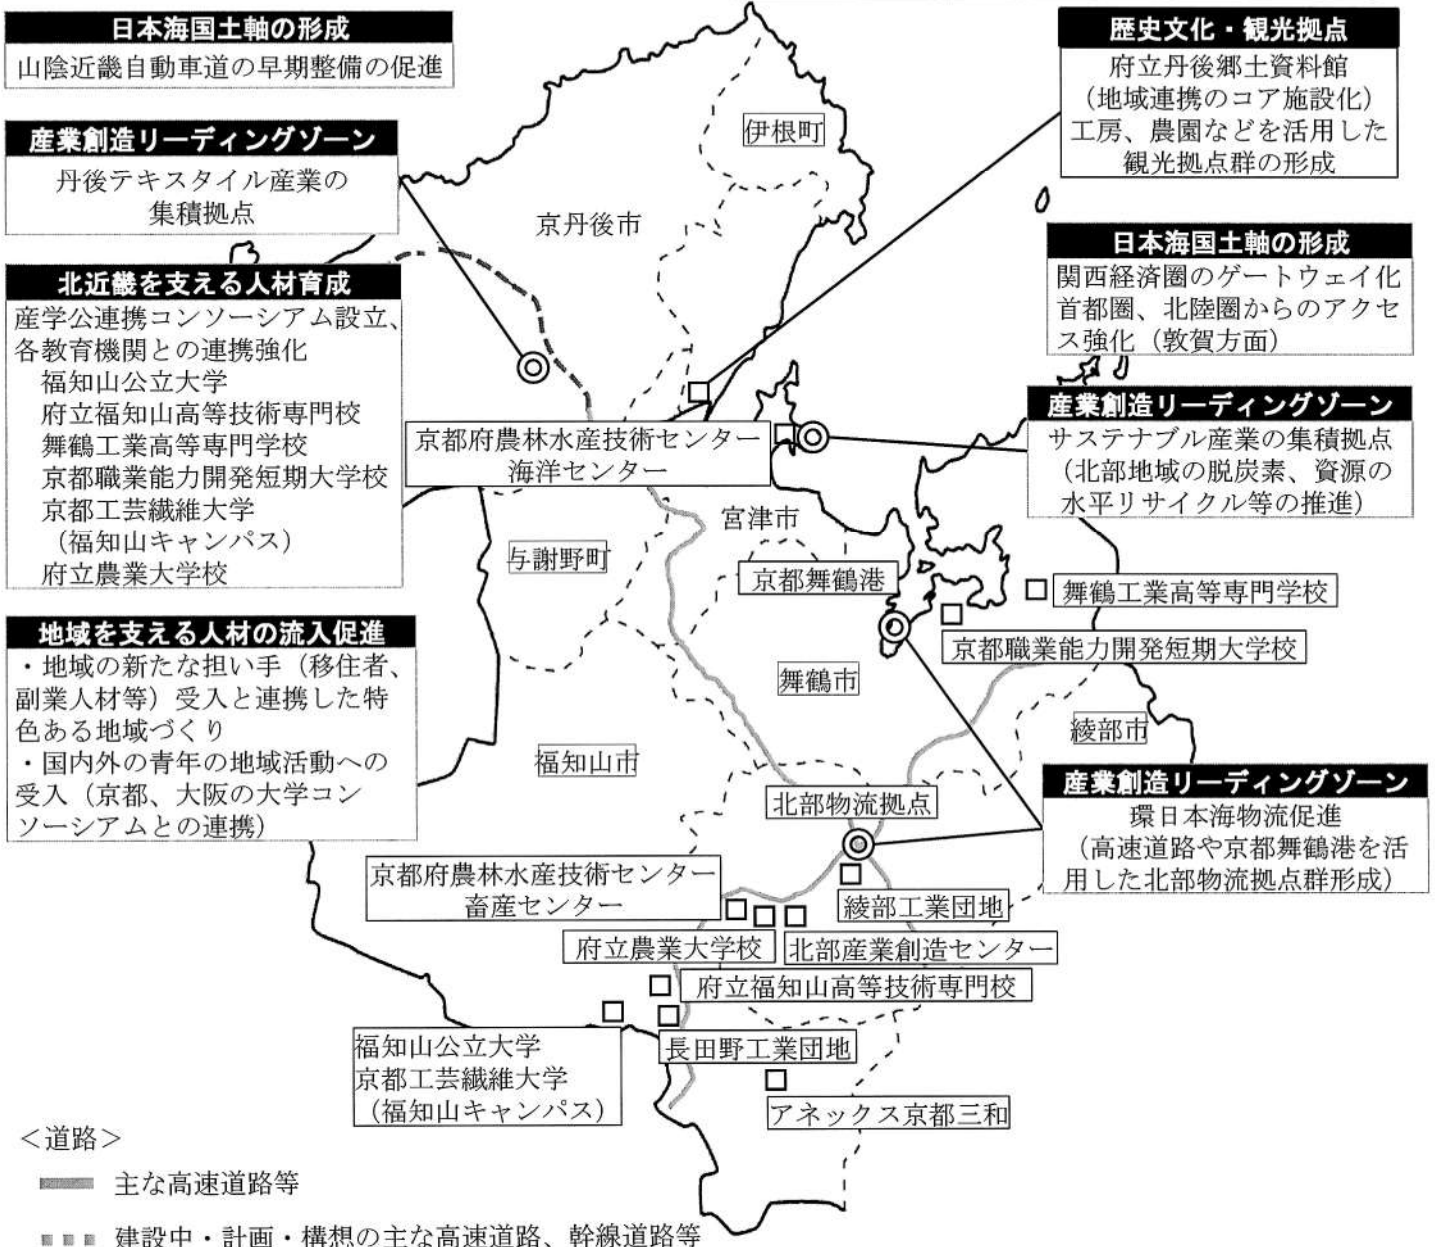 日本海国土軸の形成
山陰近畿自動車道の早期整備の促進
産業創造リーディングゾーン
丹後テキスタイル産業の
集積拠点
北近畿を支える人材育成
産学公連携コンソーシアム設立、
各教育機関との連携強化
福知山公立大学
府立福知山高等技術専門校
舞鶴工業高等専門学校
京都職業能力開発短期大学校
京都工芸繊維大学
（福知山キャンパス）
府立農業大学校
地域を支える人材の流入促進
・地域の新たな担い手（移住者、
副業人材等）受入と連携した特
色ある地域づくり
・国内外の青年の地域活動への
受入（京都、大阪の大学コン
ソーシアムとの連携）
歴史文化・観光拠点
府立丹後郷土資料館
（地域連携のコア施設化）
工房、農園などを活用した
観光拠点群の形成
日本海国土軸の形成
関西経済圏のゲートウェイ化
首都圏、北陸圏からのアクセ
ス強化（敦賀方面）
産業創造リーディングゾーン
サステナブル産業の集積拠点
（北部地域の脱炭素、資源の
水平リサイクル等の推進）
産業創造リーディングゾーン
環日本海物流促進
（高速道路や京都舞鶴港を活
用した北部物流拠点群形成）
伊根町
京丹後市
京都府農林水産技術センター
海洋センター
宮津市
与謝野町
京都舞鶴港
舞鶴工業高等専門学校
京都職業能力開発短期大学校
舞鶴市
綾部市
福知山市
北部物流拠点
京都府農林水産技術センター
畜産センター
綾部工業団地
府立農業大学校
北部産業創造センター
府立福知山高等技術専門校
福知山公立大学
京都工芸繊維大学
（福知山キャンパス）
長田野工業団地
アネックス京都三和
＜道路＞
主な高速道路等
建設中・計画・構想の主な高速道路、幹線道路等